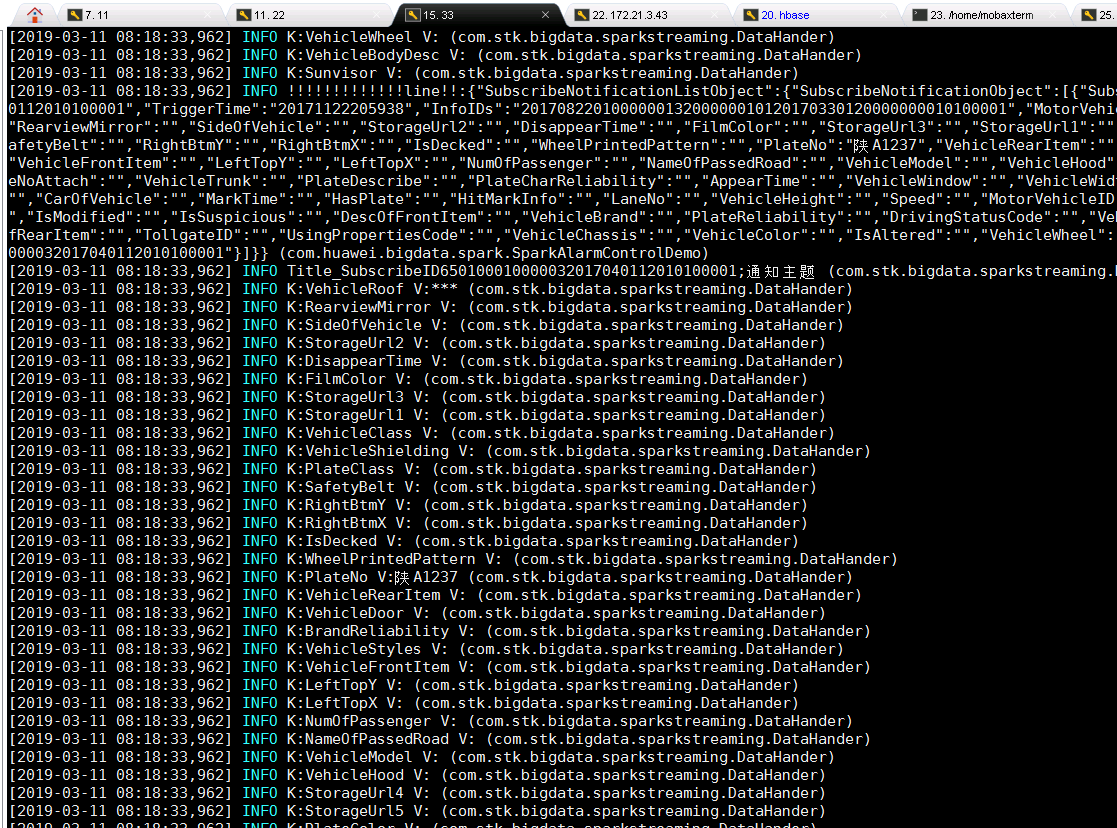 7. 11
11. 22
15. 33
22. 172.21.3.43
20. hbase
23. /home/mobaxterm
25.
[2019-03-11 08:18:33,962] INFO K:VehicleWheel V: (com.stk.bigdata.sparkstreaming.DataHander)
[2019-03-11 08:18:33,962] INFO K:VehicleBodyDesc V: (com.stk.bigdata.sparkstreaming.DataHander)
[2019-03-11 08:18:33,962] INFO K:Sunvisor V: (com.stk.bigdata.sparkstreaming.DataHander)
[2019-03-11 08:18:33,962] INFO !!!!!!!!!!!!!line!!:{"SubscribeNotificationListObject":{"SubscribeNotificationObject":[{"Subs
0112010100001","TriggerTime":"20171122205938","InfoIDs":"201708220100000013200000010120170330120000000010100001","MotorVehic
"RearviewMirror":"","SideOfVehicle":"","StorageUrl2":"","DisappearTime":"","FilmColor":"","StorageUrl3":"","StorageUrl1":""
afetyBelt":"","RightBtmY":"","RightBtmX":"","IsDecked":"","WheelPrintedPattern":"","PlateNo":"陕A1237","VehicleRearItem":""
"VehicleFrontItem":"","LeftTopY":"","LeftTopX":"","NumOfPassenger":"","NameOfPassedRoad":"","VehicleModel":"","VehicleHood"
eNoAttach":"","VehicleTrunk":"","PlateDescribe":"","PlateCharReliability":"","AppearTime":"","VehicleWindow":"","VehicleWid
"","CarOfVehicle":"","MarkTime":"","HasPlate":"","HitMarkInfo":"","LaneNo":"","VehicleHeight":"","Speed":"","MotorVehicleID
","IsModified":"","IsSuspicious":"","DescOfFrontItem":"","VehicleBrand":"","PlateReliability":"","DrivingStatusCode":"","Ve
fRearItem":"","TollgateID":"","UsingPropertiesCode":"","VehicleChassis":"","VehicleColor":"","IsAltered":"","VehicleWheel":
0000032017040112010100001"}]}} (com.huawei.bigdata.spark.SparkAlarmControlDemo)
[2019-03-11 08:18:33,962] INFO Title_SubscribeID650100010000032017040112010100001;通知主题 (com.stk.bigdata.sparkstreaming.
[2019-03-11 08:18:33,962] INFO K:VehicleRoof V:*** (com.stk.bigdata.sparkstreaming.DataHander)
[2019-03-11 08:18:33,962] INFO K:RearviewMirror V: (com.stk.bigdata.sparkstreaming.DataHander)
[2019-03-11 08:18:33,962] INFO K:SideOfVehicle V: (com.stk.bigdata.sparkstreaming.DataHander)
[2019-03-11 08:18:33,962] INFO K:StorageUrl2 V: (com.stk.bigdata.sparkstreaming.DataHander)
[2019-03-11 08:18:33,962] INFO K:DisappearTime V: (com.stk.bigdata.sparkstreaming.DataHander)
[2019-03-11 08:18:33,962] INFO K:FilmColor V: (com.stk.bigdata.sparkstreaming.DataHander)
[2019-03-11 08:18:33,962] INFO K:StorageUrl3 V: (com.stk.bigdata.sparkstreaming.DataHander)
[2019-03-11 08:18:33,962] INFO K:StorageUrl1 V: (com.stk.bigdata.sparkstreaming.DataHander)
[2019-03-11 08:18:33,962] INFO K:VehicleClass V: (com.stk.bigdata.sparkstreaming.DataHander)
[2019-03-11 08:18:33,962] INFO K:VehicleShielding V: (com.stk.bigdata.sparkstreaming.DataHander)
[2019-03-11 08:18:33,962] INFO K:PlateClass V: (com.stk.bigdata.sparkstreaming.DataHander)
[2019-03-11 08:18:33,962] INFO K:SafetyBelt V: (com.stk.bigdata.sparkstreaming.DataHander)
[2019-03-11 08:18:33,962] INFO K:RightBtmY V: (com.stk.bigdata.sparkstreaming.DataHander)
[2019-03-11 08:18:33,962] INFO K:RightBtmX V: (com.stk.bigdata.sparkstreaming.DataHander)
[2019-03-11 08:18:33,962] INFO K:IsDecked V: (com.stk.bigdata.sparkstreaming.DataHander)
[2019-03-11 08:18:33,962] INFO K:WheelPrintedPattern V: (com.stk.bigdata.sparkstreaming.DataHander)
[2019-03-11 08:18:33,962] INFO K:PlateNo V:陕A1237 (com.stk.bigdata.sparkstreaming.DataHander)
[2019-03-11 08:18:33,962] INFO K:VehicleRearItem V: (com.stk.bigdata.sparkstreaming.DataHander)
[2019-03-11 08:18:33,962] INFO K:VehicleDoor V: (com.stk.bigdata.sparkstreaming.DataHander)
[2019-03-11 08:18:33,962] INFO K:BrandReliability V: (com.stk.bigdata.sparkstreaming.DataHander)
[2019-03-11 08:18:33,962] INFO K:VehicleStyles V: (com.stk.bigdata.sparkstreaming.DataHander)
[2019-03-11 08:18:33,962] INFO K:VehicleFrontItem V: (com.stk.bigdata.sparkstreaming.DataHander)
[2019-03-11 08:18:33,962] INFO K:LeftTopY V: (com.stk.bigdata.sparkstreaming.DataHander)
[2019-03-11 08:18:33,962] INFO K:LeftTopX V: (com.stk.bigdata.sparkstreaming.DataHander)
[2019-03-11 08:18:33,962] INFO K:NumOfPassenger V: (com.stk.bigdata.sparkstreaming.DataHander)
[2019-03-11 08:18:33,962] INFO K:NameOfPassedRoad V: (com.stk.bigdata.sparkstreaming.DataHander)
[2019-03-11 08:18:33,962] INFO K:VehicleModel V: (com.stk.bigdata.sparkstreaming.DataHander)
[2019-03-11 08:18:33,962] INFO K:VehicleHood V: (com.stk.bigdata.sparkstreaming.DataHander)
[2019-03-11 08:18:33,962] INFO K:StorageUrl4 V: (com.stk.bigdata.sparkstreaming.DataHander)
[2019-03-11 08:18:33,962] INFO K:StorageUrl5 V: (com.stk.bigdata.sparkstreaming.DataHander)